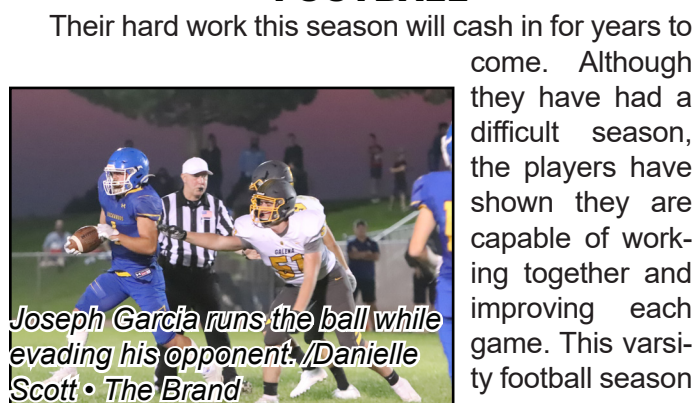 FOOTBALL
Their hard work this season will cash in for years to
come. Although
they have had a
difficult season,
the players have
shown they are
capable of work-
ing together and
improving each
game. This varsi-
ty football season
GALENA
51
Joseph Garcia runs the ball while
evading his opponent. /Danielle
Scott • The Brand